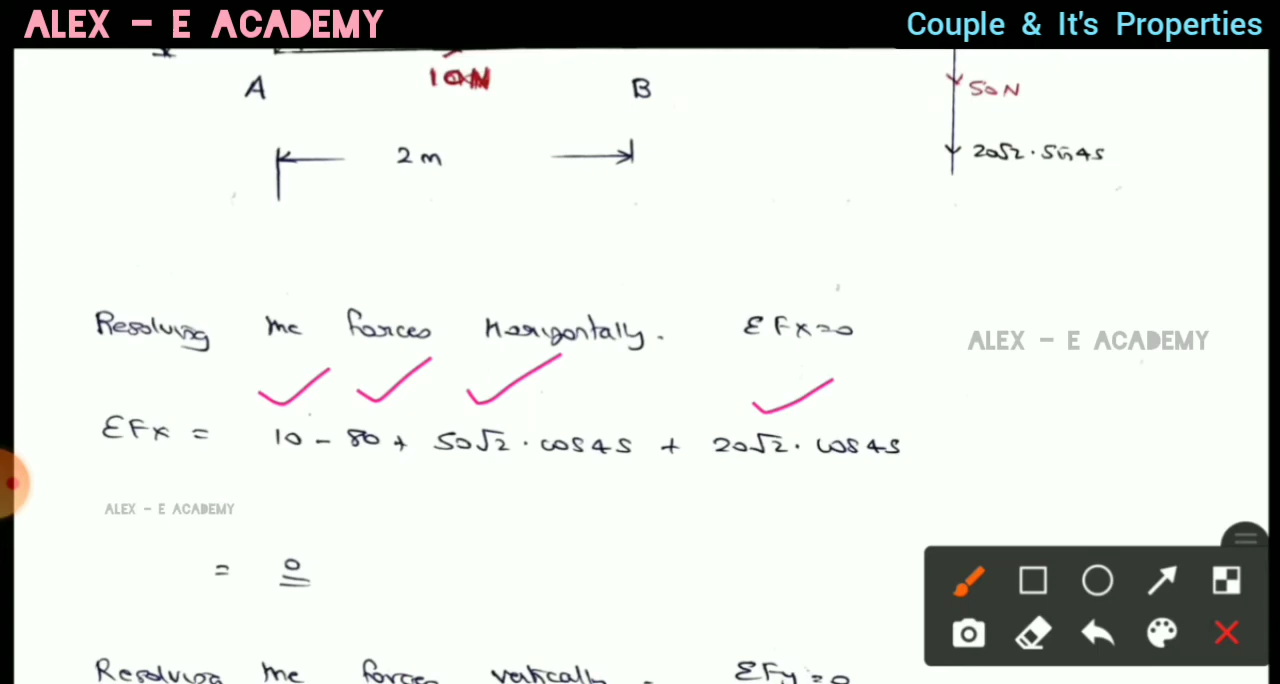 ALEX - E ACADEMY
Couple & It's Properties
10N
A
B
50N
2m
20√2 · Sin45
Resolving the forces horizontally. ΣFx=0
ALEX - E ACADEMY
ΣFx = 10 - 80 + 50√2 · cos45 + 20√2 · cos45
ALEX - E ACADEMY
= 0
Resolving the forces vertically ΣFy=0